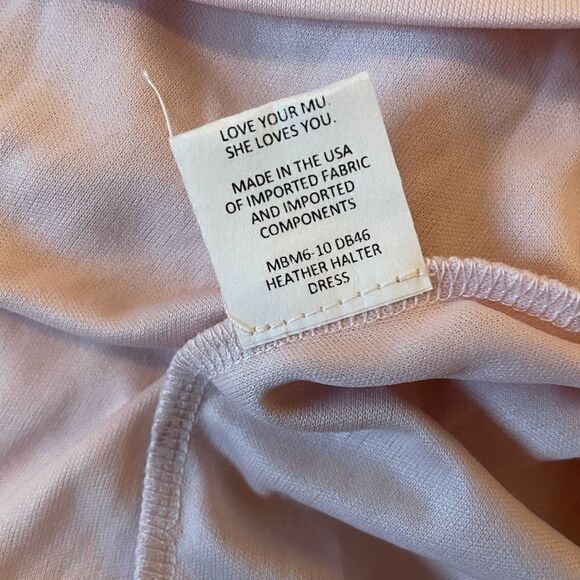 LOVE YOUR MU.
SHE LOVES YOU.
MADE IN THE USA
OF IMPORTED FABRIC
AND IMPORTED
COMPONENTS
MBM6-10 DB46
HEATHER HALTER
DRESS